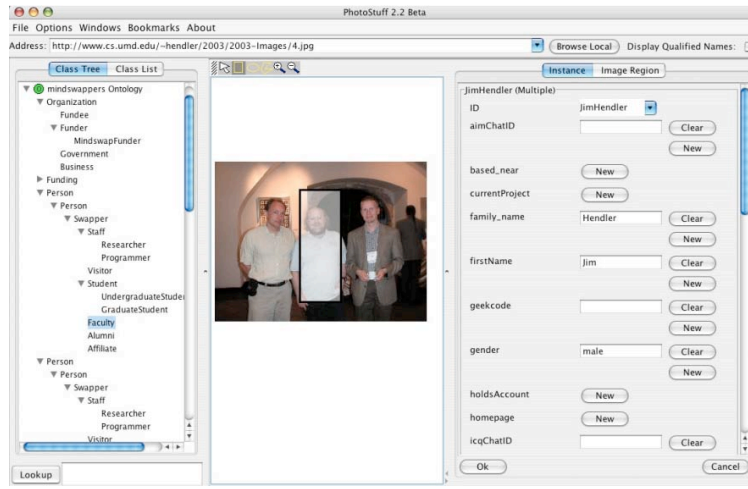 PhotoStuff 2.2 Beta
File Options Windows Bookmarks About
Address: http://www.cs.umd.edu/~hendler/2003/2003-Images/4.jpg Browse Local Display Qualified Names:
Class Tree Class List
mindswappers Ontology
Organization
Fundee
Funder
MindswapFunder
Government
Business
Funding
Person
Person
Swapper
Staff
Researcher
Programmer
Visitor
Student
UndergraduateStuder
GraduateStudent
Faculty
Alumni
Affiliate
Person
Person
Swapper
Staff
Researcher
Programmer
Visitor
Lookup
Instance Image Region
JimHendler (Multiple)
ID JimHendler
aimChatID Clear
New
based_near New
currentProject New
family_name Hendler Clear
New
firstName Jim Clear
New
geekcode Clear
New
gender male Clear
New
holdsAccount New
homepage New
icqChatID Clear
Ok Cancel